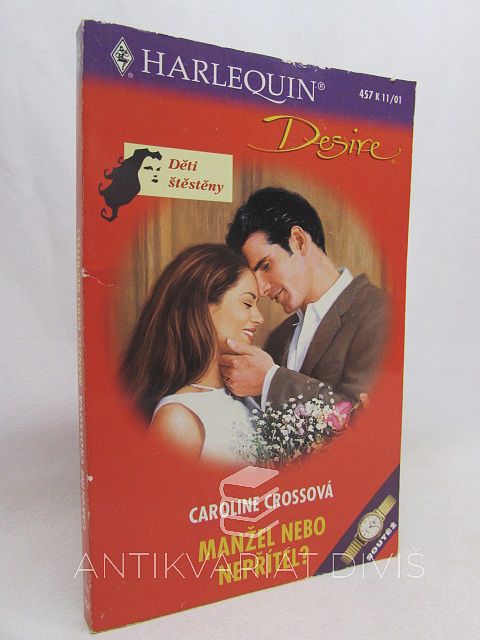 HARLEQUIN®
457 K 11/01
Desire®
Děti
štěstěny
CAROLINE CROSSOVÁ
MANŽEL NEBO
NEPŘÍTEL?
SOUTĚŽ
ANTIKVARIÁT DIVIŠ